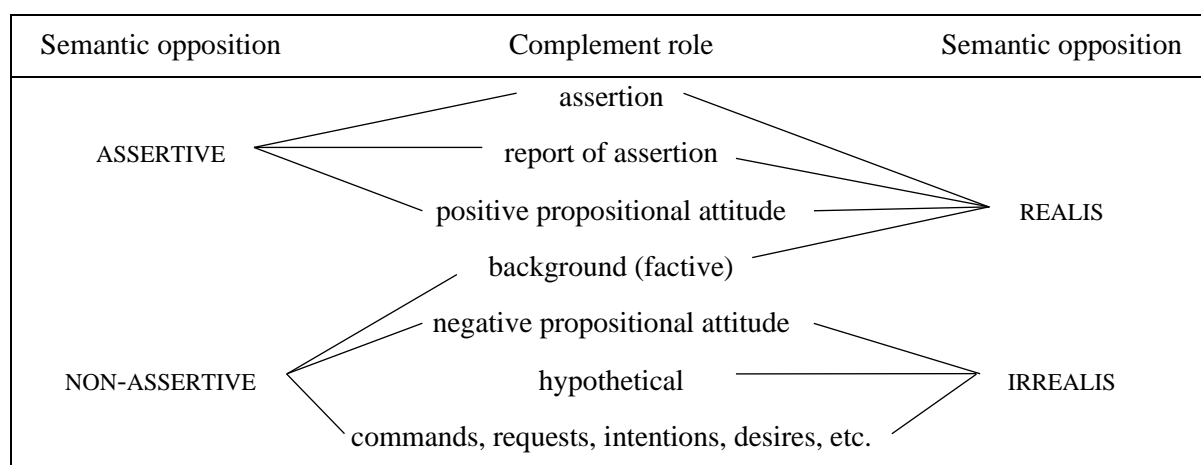 Semantic opposition Complement role Semantic opposition
assertion
ASSERTIVE report of assertion
positive propositional attitude REALIS
background (factive)
negative propositional attitude
NON-ASSERTIVE hypothetical IRREALIS
commands, requests, intentions, desires, etc.